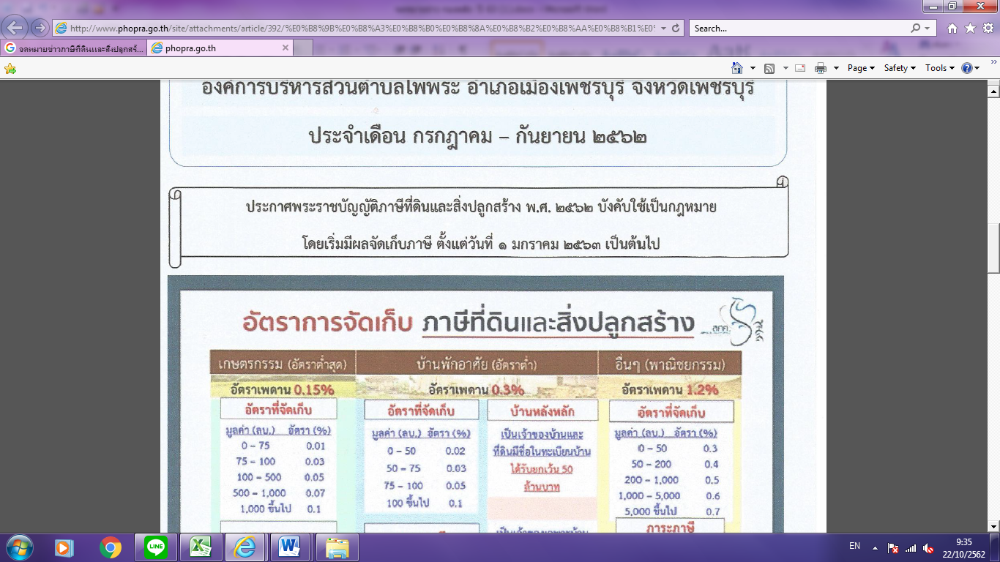 http://www.phopra.go.th/site/attachments/article/392/%E0%B8%9B%E0%B8%A3%E0%B8%B0%E0%B8%8A%E0%B8%82%E0%B8%AA%E0%B8%B1%E0
Search...
จดหมายข่าวภาษีที่ดินและสิ่งปลูกสร้...
phopra.go.th
Page Safety Tools
องค์การบริหารส่วนตำบลโพพระ อำเภอเมืองเพชรบุรี จังหวัดเพชรบุรี
ประจำเดือน กรกฎาคม – กันยายน ๒๕๖๒
ประกาศพระราชบัญญัติภาษีที่ดินและสิ่งปลูกสร้าง พ.ศ. ๒๕๖๒ บังคับใช้เป็นกฎหมาย
โดยเริ่มมีผลจัดเก็บภาษี ตั้งแต่วันที่ ๑ มกราคม ๒๕๖๓ เป็นต้นไป
อัตราการจัดเก็บ ภาษีที่ดินและสิ่งปลูกสร้าง
สศค.
เกษตรกรรม (อัตราต่ำสุด)
อัตราเพดาน 0.15%
อัตราที่จัดเก็บ
มูลค่า (ลบ.) อัตรา (%)
0 – 75 0.01
75 – 100 0.03
100 – 500 0.05
500 – 1,000 0.07
1,000 ขึ้นไป 0.1
บ้านพักอาศัย (อัตราต่ำ)
อัตราเพดาน 0.3%
อัตราที่จัดเก็บ
มูลค่า (ลบ.) อัตรา (%)
0 – 50 0.02
50 – 75 0.03
75 – 100 0.05
100 ขึ้นไป 0.1
บ้านหลังหลัก
เป็นเจ้าของบ้านและ
ที่ดินมีชื่อในทะเบียนบ้าน
ได้รับยกเว้น 50
ล้านบาท
เป็นเจ้าของเฉพาะบ้าน
อื่นๆ (พาณิชยกรรม)
อัตราเพดาน 1.2%
อัตราที่จัดเก็บ
มูลค่า (ลบ.) อัตรา (%)
0 – 50 0.3
50 – 200 0.4
200 – 1,000 0.5
1,000 – 5,000 0.6
5,000 ขึ้นไป 0.7
ภาระภาษี
LINE
EN
9:35
22/10/2562